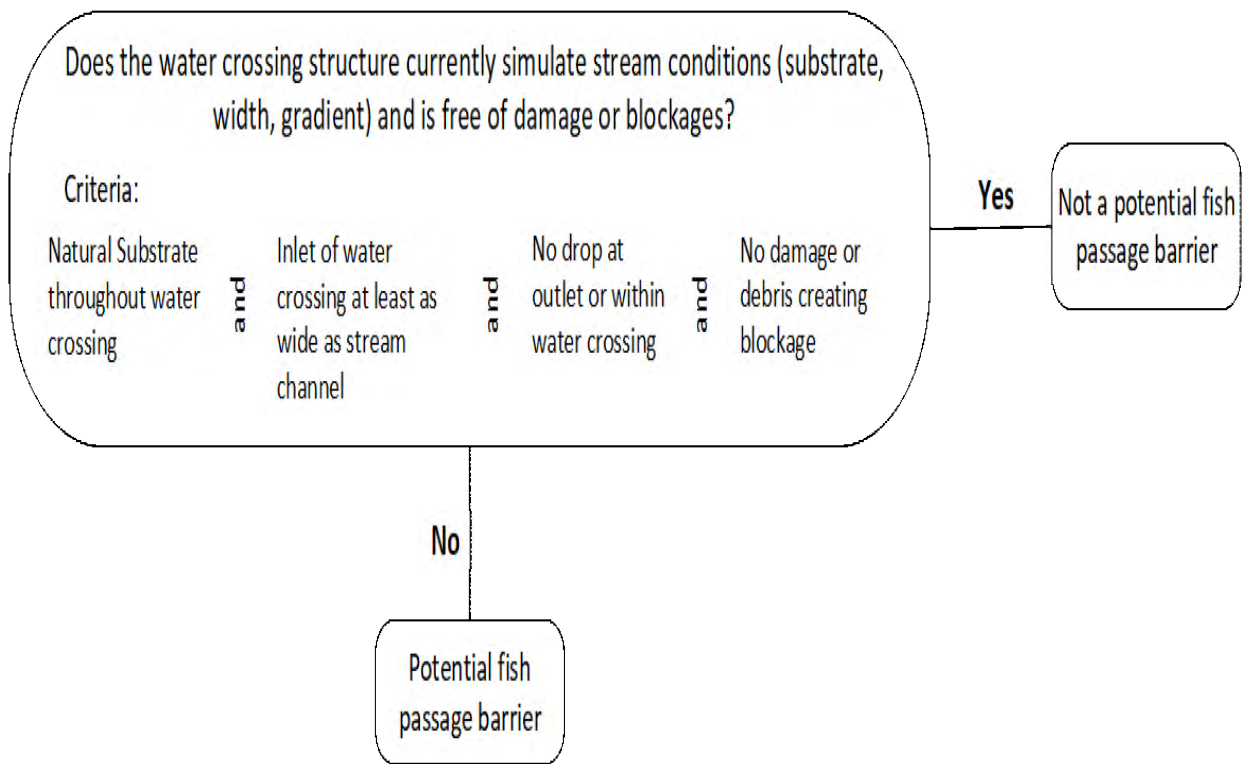 Does the water crossing structure currently simulate stream conditions (substrate,
width, gradient) and is free of damage or blockages?
Criteria:
Natural Substrate
throughout water
crossing
and
Inlet of water
crossing at least as
wide as stream
channel
and
No drop at
outlet or within
water crossing
and
No damage or
debris creating
blockage
Yes
Not a potential fish
passage barrier
No
Potential fish
passage barrier